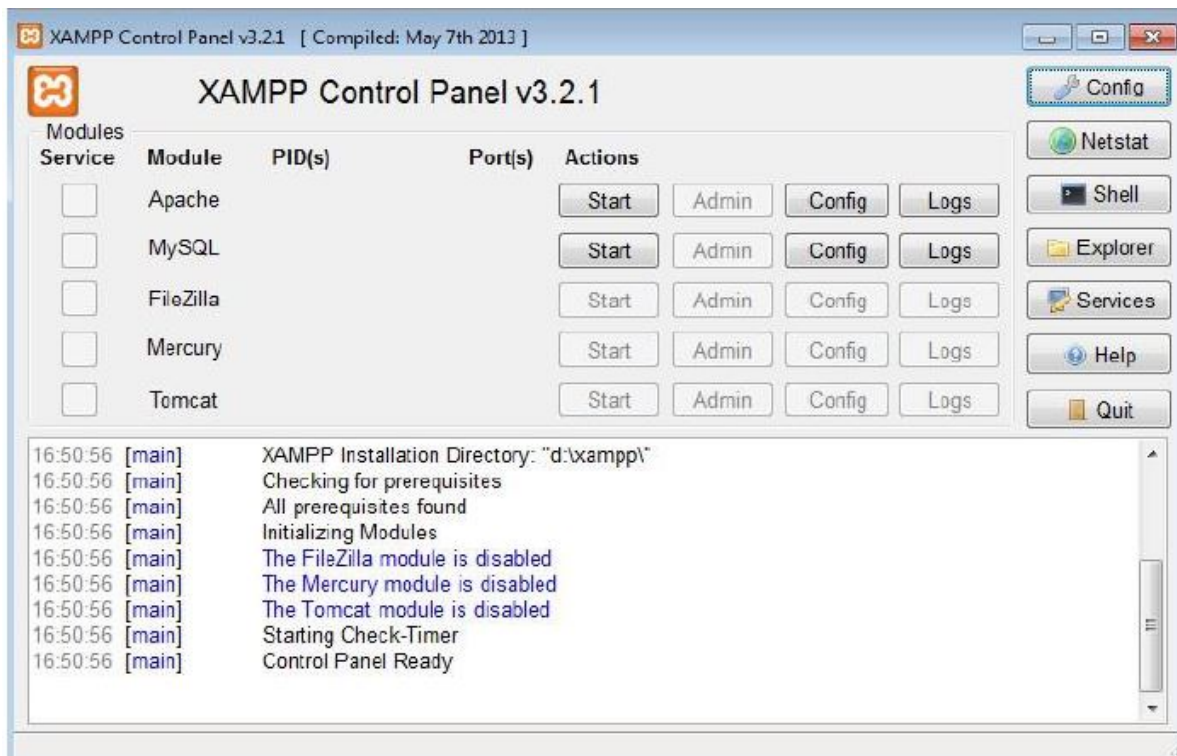 XAMPP Control Panel v3.2.1 [ Compiled: May 7th 2013 ]
XAMPP Control Panel v3.2.1
Config
Netstat
Shell
Explorer
Services
Help
Quit
Modules
Service Module PID(s) Port(s) Actions
Apache Start Admin Config Logs
MySQL Start Admin Config Logs
FileZilla Start Admin Config Logs
Mercury Start Admin Config Logs
Tomcat Start Admin Config Logs
16:50:56 [main] XAMPP Installation Directory: "d:\xampp\"
16:50:56 [main] Checking for prerequisites
16:50:56 [main] All prerequisites found
16:50:56 [main] Initializing Modules
16:50:56 [main] The FileZilla module is disabled
16:50:56 [main] The Mercury module is disabled
16:50:56 [main] The Tomcat module is disabled
16:50:56 [main] Starting Check-Timer
16:50:56 [main] Control Panel Ready